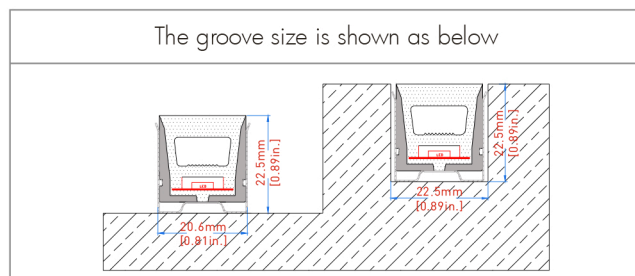 The groove size is shown as below
22.5mm
[0.89in.]
LED
20.6mm
[0.81in.]
22.5mm
[0.89in.]
LED
22.5mm
[0.89in.]